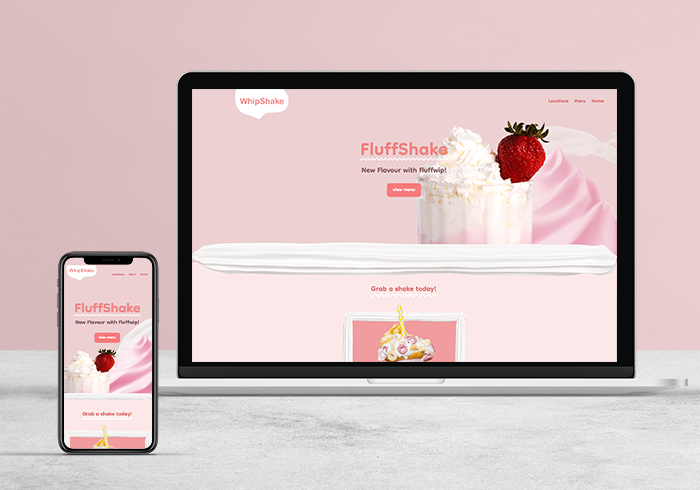 WhipShake
Locations Menu Home
FluffShake
New Flavour with fluffwip!
view menu
Grab a shake today!
WhipShake
Locations Menu Home
FluffShake
New Flavour with fluffwip!
view menu
Grab a shake today!